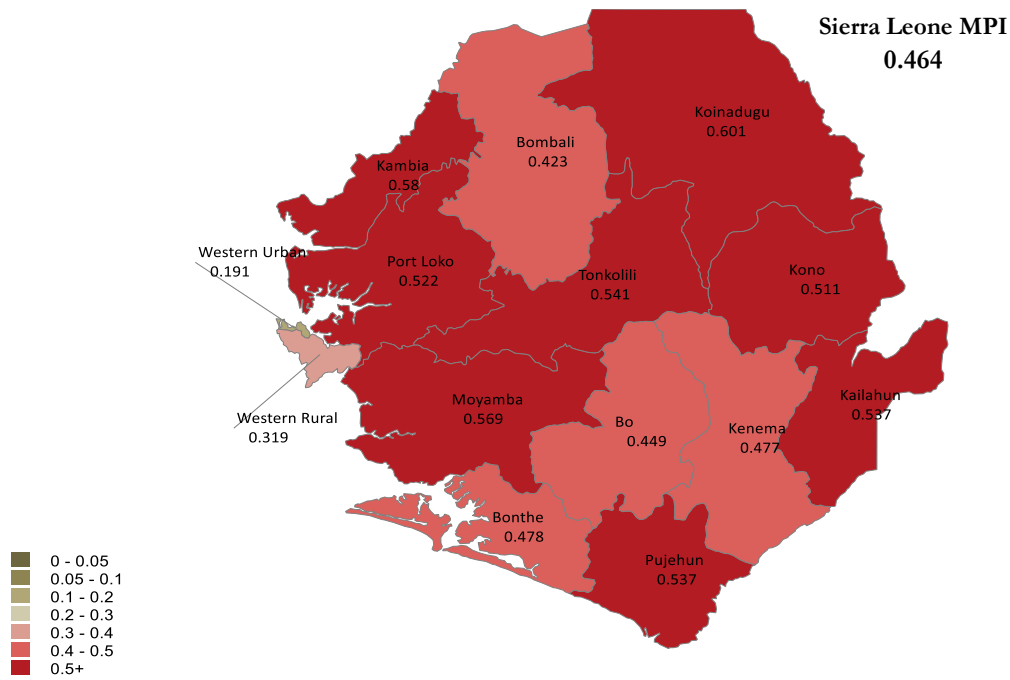 Sierra Leone MPI
0.464
Koinadugu
0.601
Bombali
0.423
Kambia
0.58
Western Urban
0.191
Port Loko
0.522
Tonkolili
0.541
Kono
0.511
Moyamba
0.569
Western Rural
0.319
Bo
0.449
Kenema
0.477
Kailahun
0.537
Bonthe
0.478
Pujehun
0.537
0 - 0.05
0.05 - 0.1
0.1 - 0.2
0.2 - 0.3
0.3 - 0.4
0.4 - 0.5
0.5+